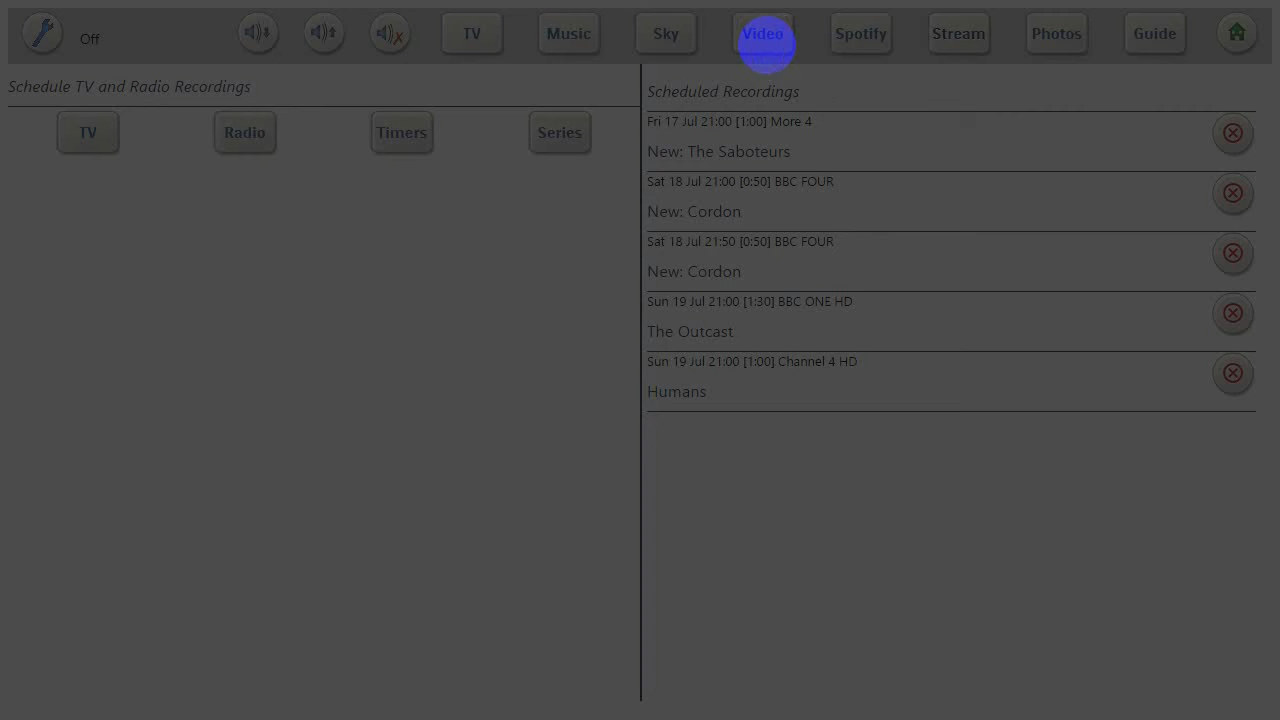 Off
TV
Music
Sky
Video
Spotify
Stream
Photos
Guide
Schedule TV and Radio Recordings
TV
Radio
Timers
Series
Scheduled Recordings
Fri 17 Jul 21:00 [1:00] More 4
New: The Saboteurs
Sat 18 Jul 21:00 [0:50] BBC FOUR
New: Cordon
Sat 18 Jul 21:50 [0:50] BBC FOUR
New: Cordon
Sun 19 Jul 21:00 [1:30] BBC ONE HD
The Outcast
Sun 19 Jul 21:00 [1:00] Channel 4 HD
Humans